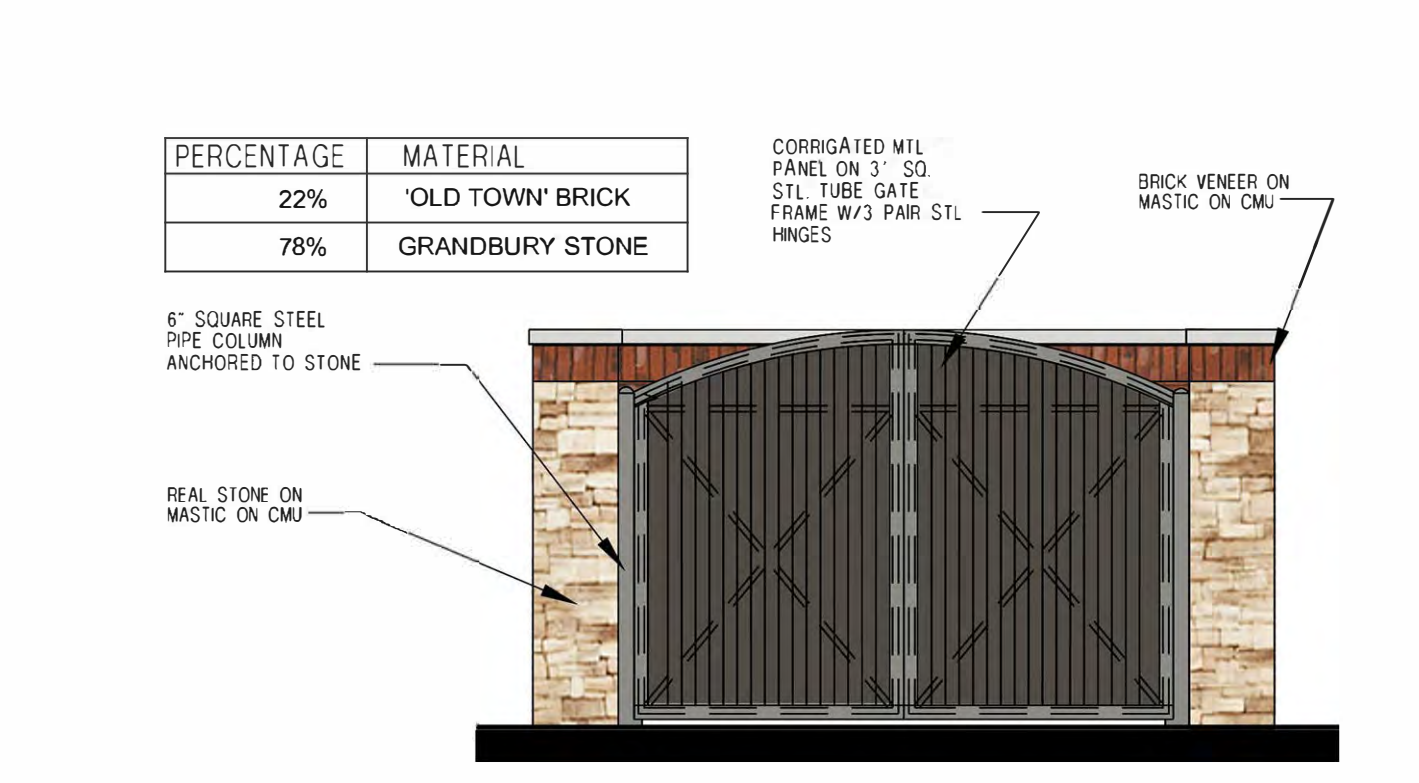 PERCENTAGE MATERIAL
22% 'OLD TOWN' BRICK
78% GRANDBURY STONE
CORRIGATED MTL
PANEL ON 3' SQ.
STL. TUBE GATE
FRAME W/3 PAIR STL
HINGES
BRICK VENEER ON
MASTIC ON CMU
6" SQUARE STEEL
PIPE COLUMN
ANCHORED TO STONE
REAL STONE ON
MASTIC ON CMU